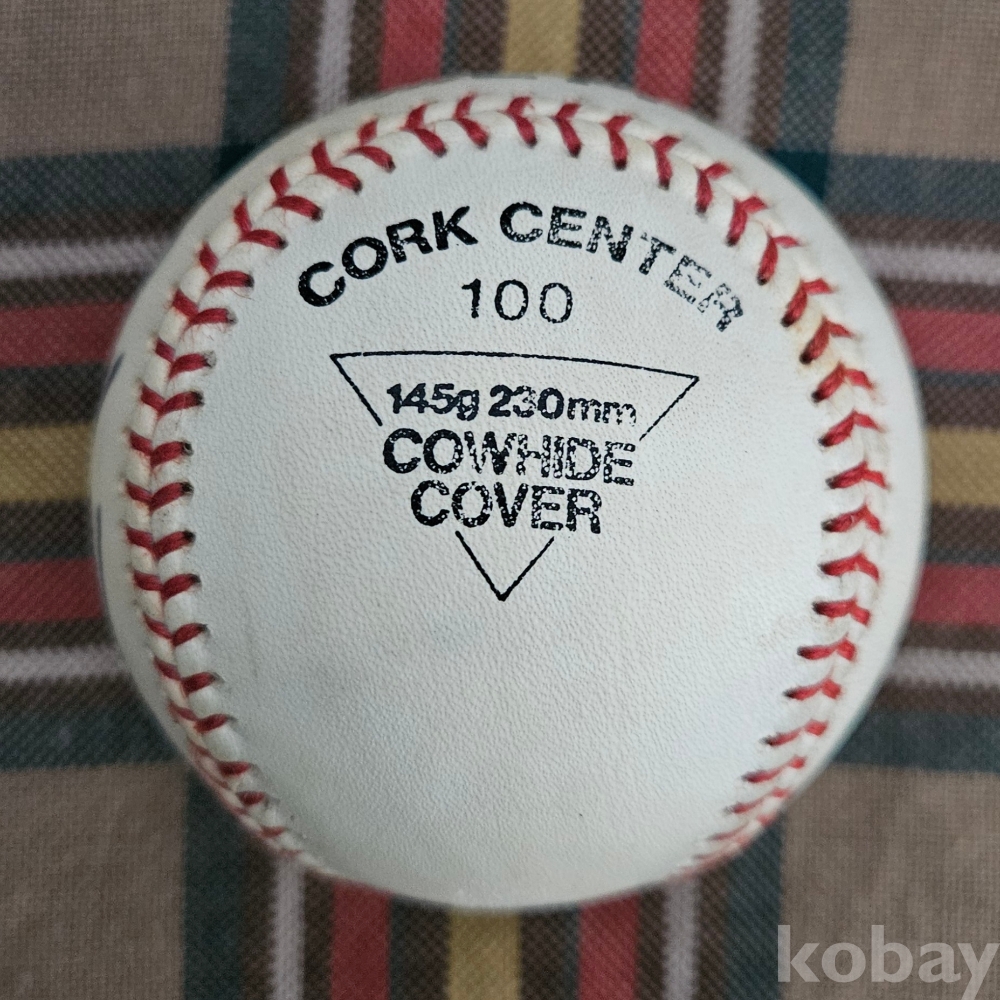 CORK CENTER
100
145g 230mm
COWHIDE
COVER
kobay